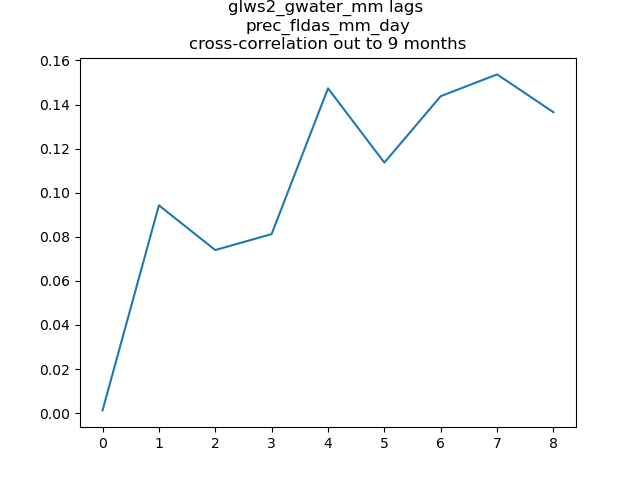 glws2_gwater_mm lags
prec_fldas_mm_day
cross-correlation out to 9 months
0.16
0.14
0.12
0.10
0.08
0.06
0.04
0.02
0.00
0 1 2 3 4 5 6 7 8